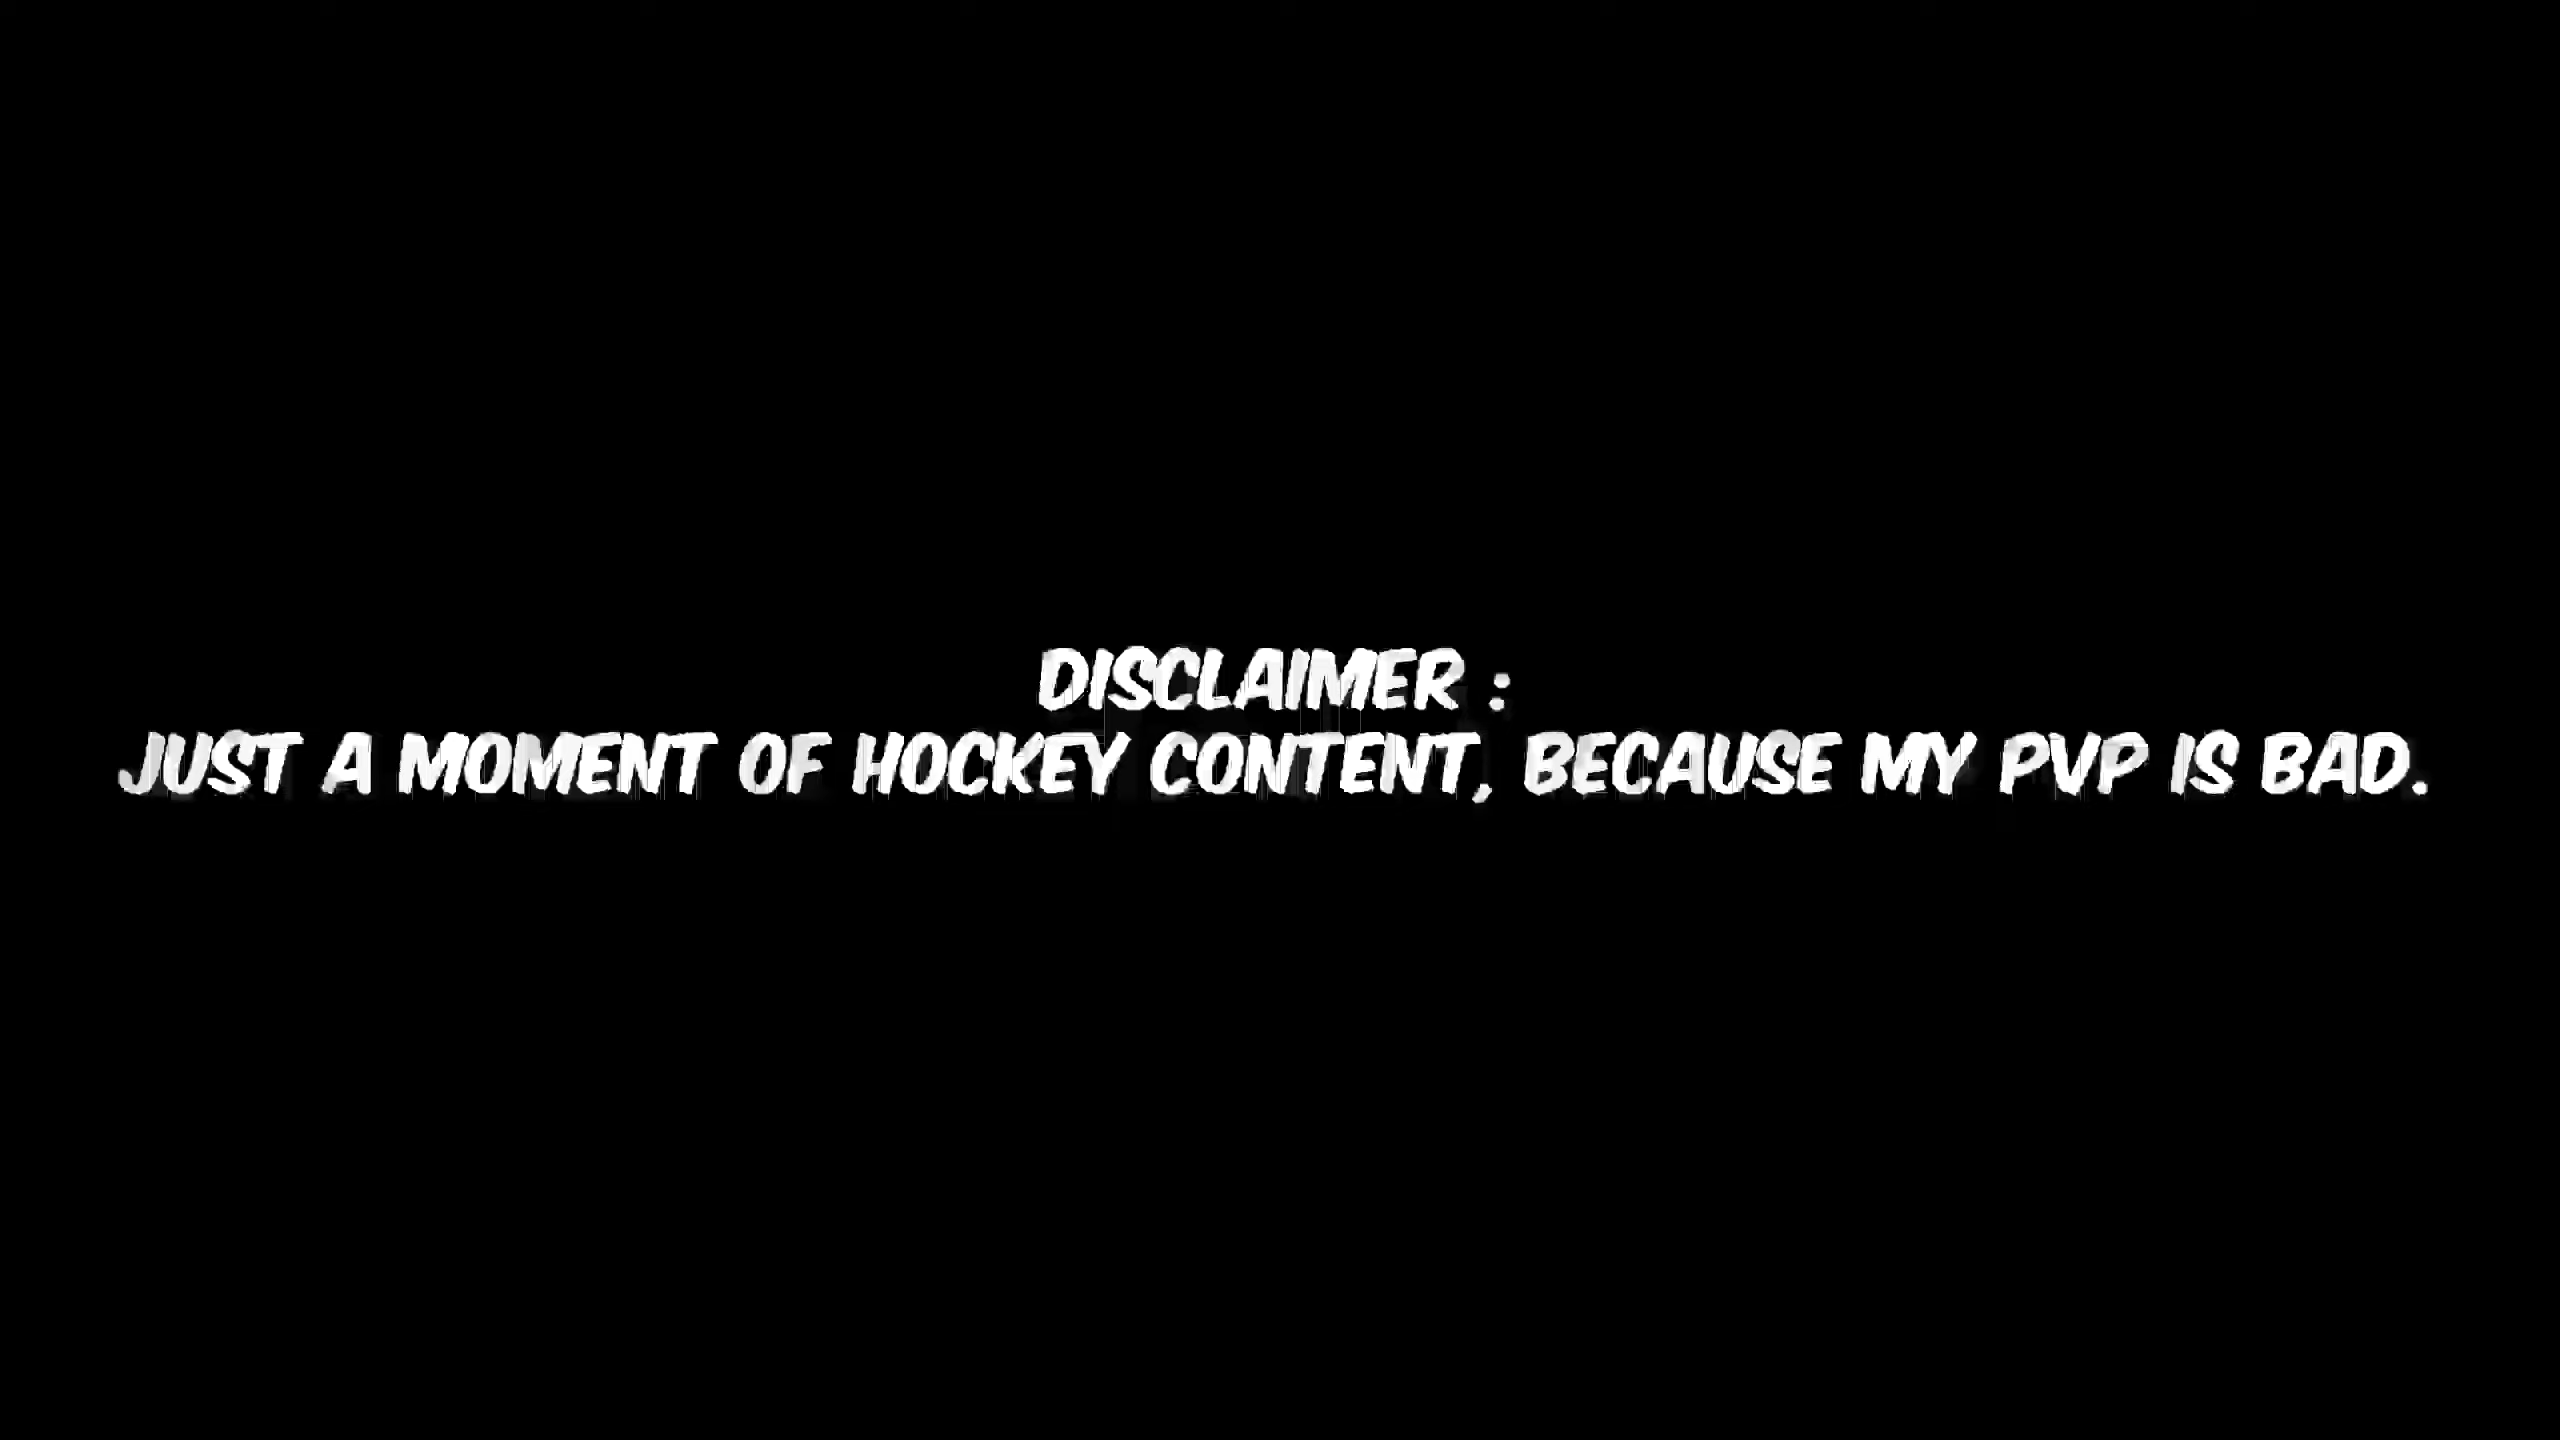 DISCLAIMER :
JUST A MOMENT OF HOCKEY CONTENT, BECAUSE MY PVP IS BAD.